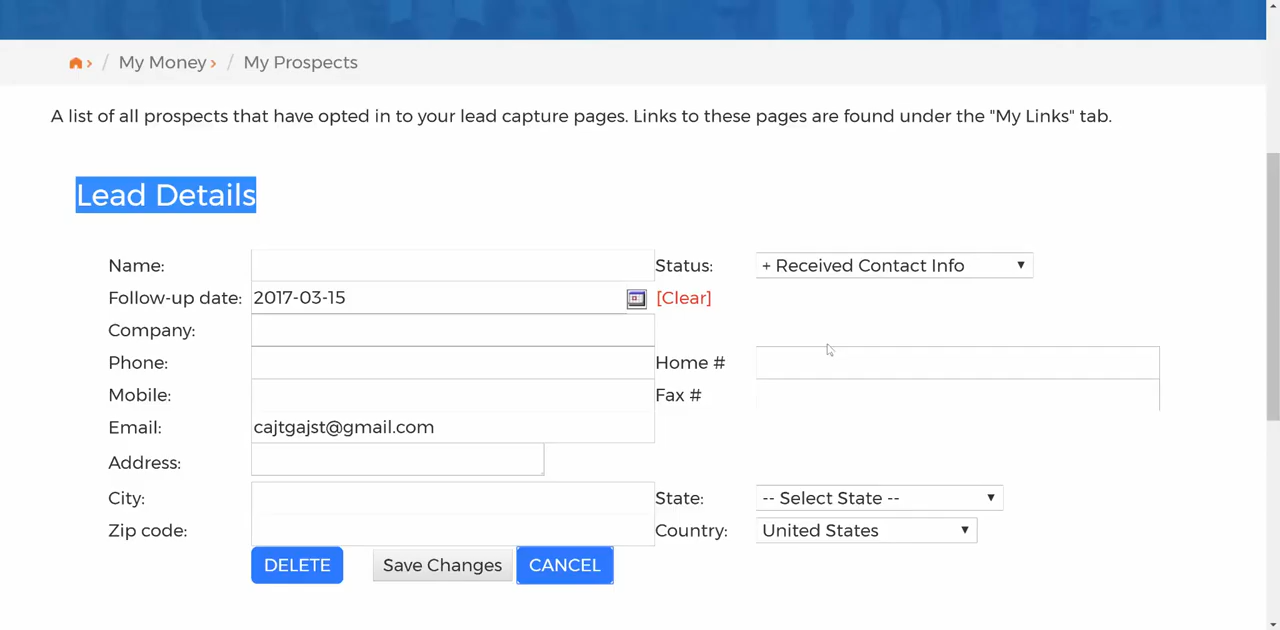 My Money / My Prospects
A list of all prospects that have opted in to your lead capture pages. Links to these pages are found under the "My Links" tab.
Lead Details
Name: Status: + Received Contact Info
Follow-up date: 2017-03-15 [Clear]
Company:
Phone: Home #
Mobile: Fax #
Email: cajtgajst@gmail.com
Address:
City: State: -- Select State --
Zip code: Country: United States
DELETE Save Changes CANCEL